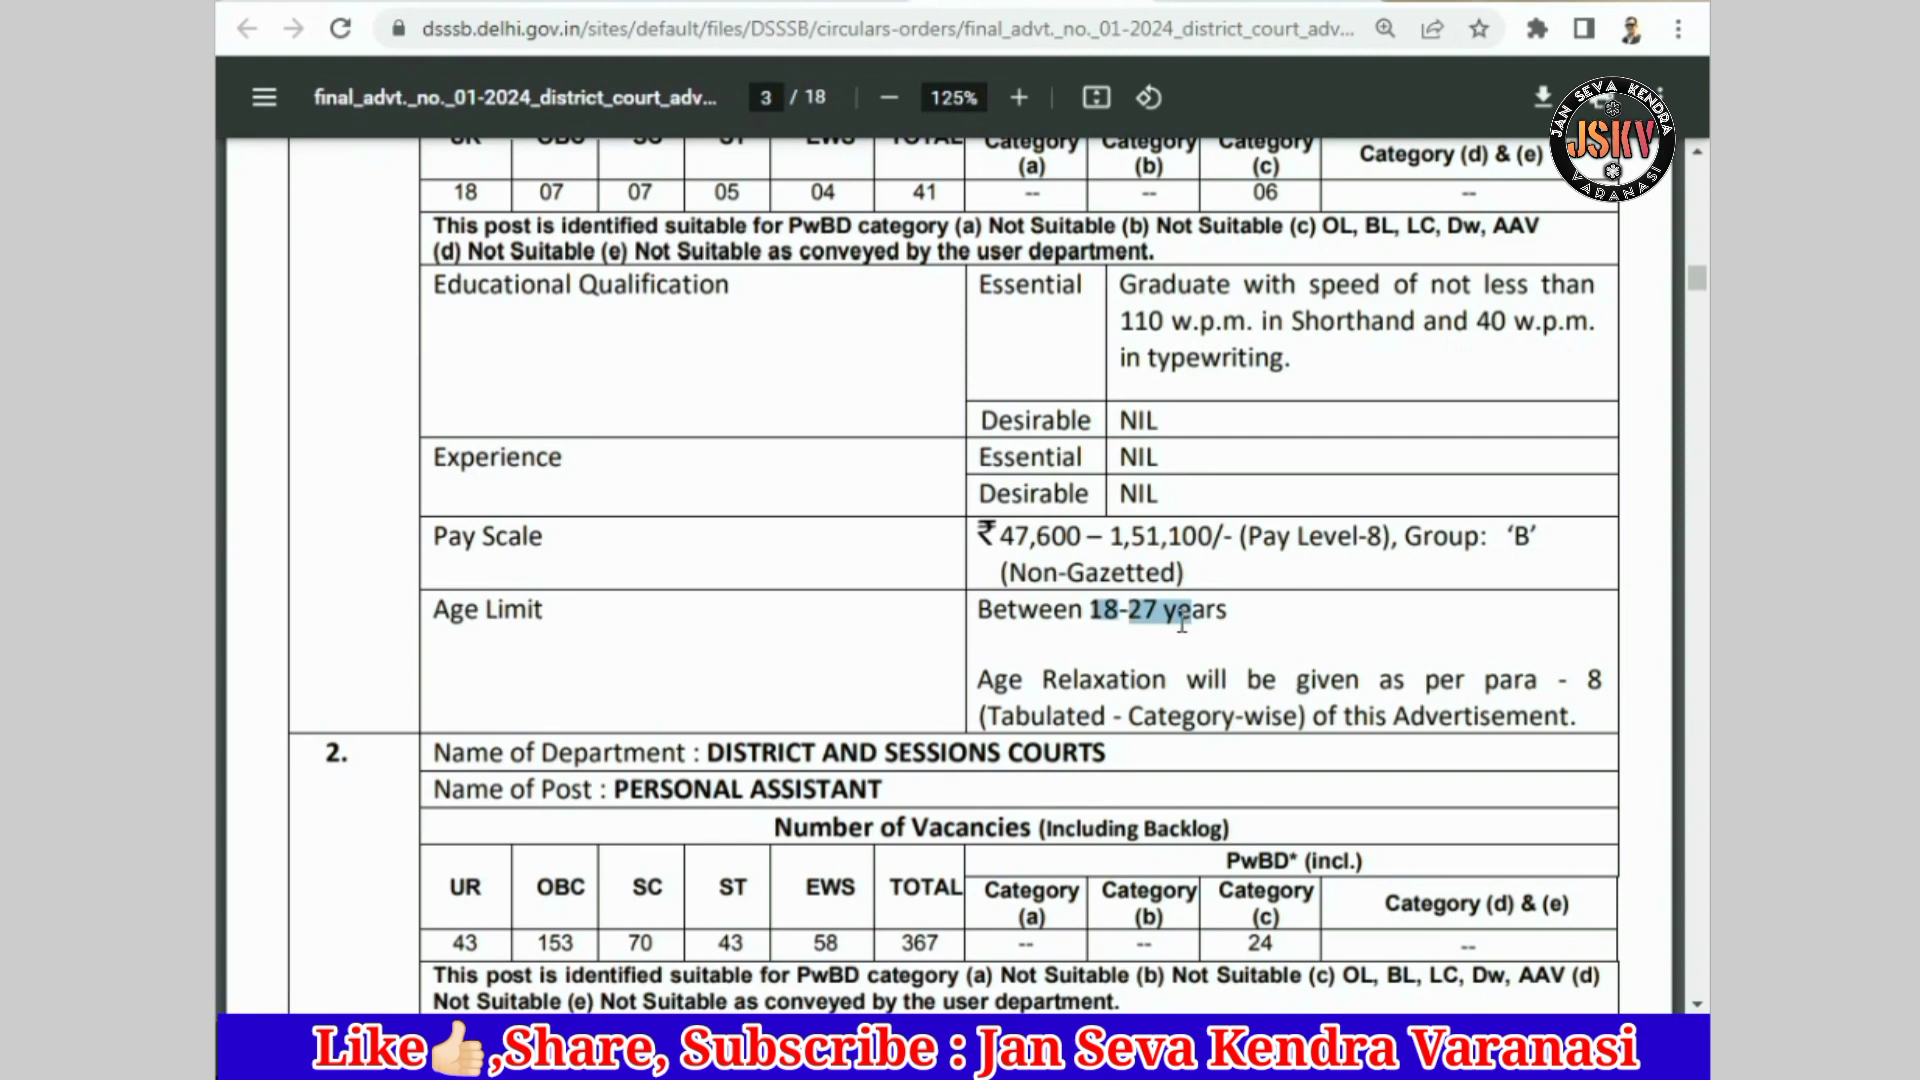 dsssb.delhi.gov.in/sites/default/files/DSSSB/circulars-orders/final_advt._no._01-2024_district_court_adv...
final_advt._no._01-2024_district_court_adv... 3 / 18 125%
JAN SEVA KENDRA
JSKV
VARANASI
UR OBC SC ST EWS TOTAL Category (a) Category (b) Category (c) Category (d) & (e)
18 07 07 05 04 41 -- -- 06 --
This post is identified suitable for PwBD category (a) Not Suitable (b) Not Suitable (c) OL, BL, LC, Dw, AAV
(d) Not Suitable (e) Not Suitable as conveyed by the user department.
Educational Qualification Essential Graduate with speed of not less than
110 w.p.m. in Shorthand and 40 w.p.m.
in typewriting.
Desirable NIL
Experience Essential NIL
Desirable NIL
Pay Scale ₹ 47,600 – 1,51,100/- (Pay Level-8), Group: ‘B’
(Non-Gazetted)
Age Limit Between 18-27 years
Age Relaxation will be given as per para - 8
(Tabulated - Category-wise) of this Advertisement.
2. Name of Department : DISTRICT AND SESSIONS COURTS
Name of Post : PERSONAL ASSISTANT
Number of Vacancies (Including Backlog)
PwBD* (incl.)
UR OBC SC ST EWS TOTAL Category (a) Category (b) Category (c) Category (d) & (e)
43 153 70 43 58 367 -- -- 24 --
This post is identified suitable for PwBD category (a) Not Suitable (b) Not Suitable (c) OL, BL, LC, Dw, AAV (d)
Not Suitable (e) Not Suitable as conveyed by the user department.
Like👍🏻,Share, Subscribe : Jan Seva Kendra Varanasi